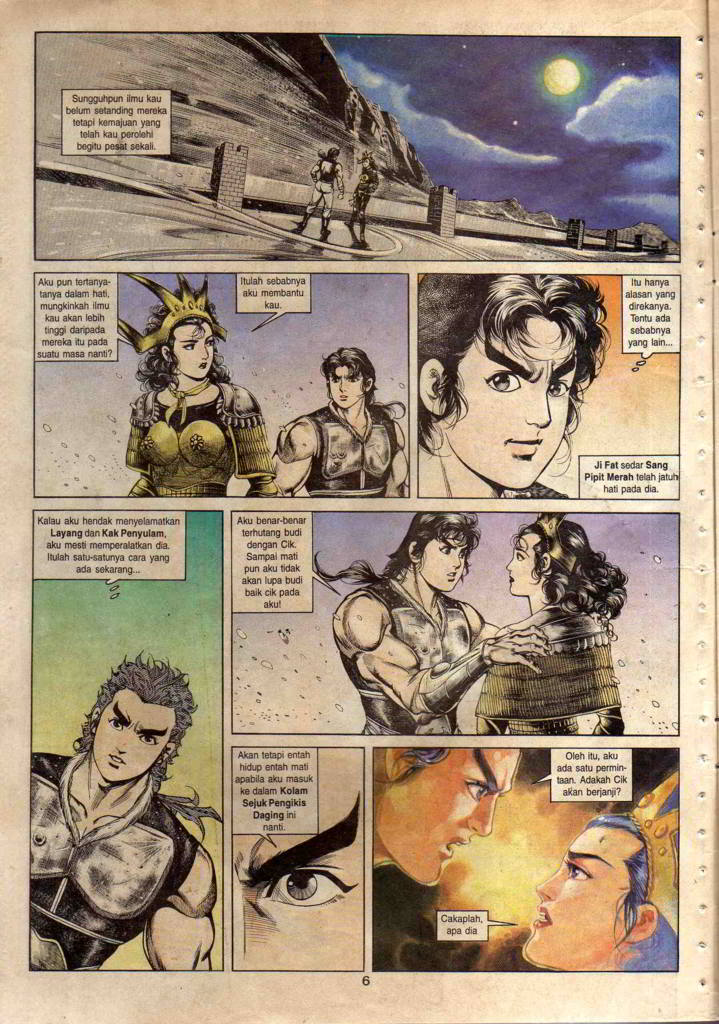 Sungguhpun ilmu kau
belum setanding mereka
tetapi kemajuan yang
telah kau perolehi
begitu pesat sekali.
Aku pun tertanya-
tanya dalam hati,
mungkinkah ilmu
kau akan lebih
tinggi daripada
mereka itu pada
suatu masa nanti?
Itulah sebabnya
aku membantu
kau.
Itu hanya
alasan yang
direkanya.
Tentu ada
sebabnya
yang lain...
Ji Fat sedar Sang
Pipit Merah telah jatuh
hati pada dia.
Kalau aku hendak menyelamatkan
Layang dan Kak Penyulam,
aku mesti memperalatkan dia.
Itulah satu-satunya cara yang
ada sekarang...
Aku benar-benar
terhutang budi
dengan Cik.
Sampai mati
pun aku tidak
akan lupa budi
baik cik pada
aku!
Akan tetapi entah
hidup entah mati
apabila aku masuk
ke dalam Kolam
Sejuk Pengikis
Daging ini
nanti.
Oleh itu, aku
ada satu permin-
taan. Adakah Cik
akan berjanji?
Cakaplah,
apa dia
6